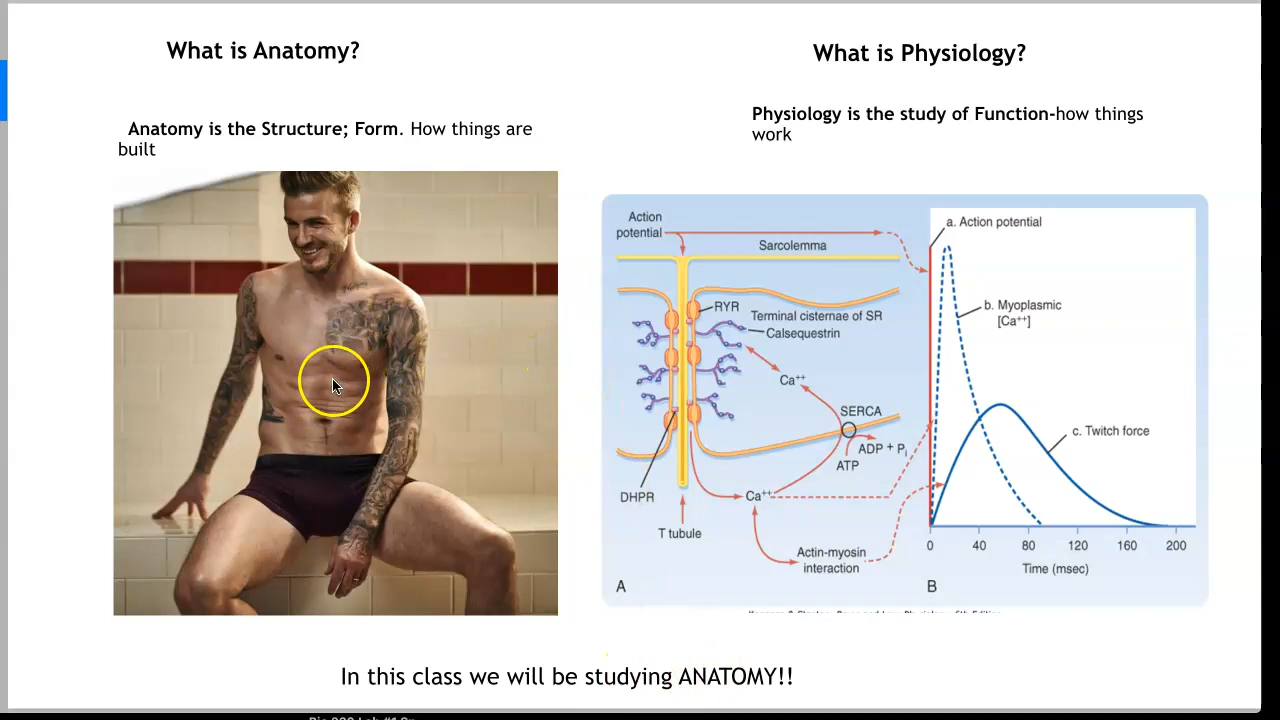 What is Anatomy?
What is Physiology?
Anatomy is the Structure; Form. How things are
built
Physiology is the study of Function-how things
work
Action
potential
Sarcolemma
RYR
Terminal cisternae of SR
Calsequestrin
Ca⁺⁺
SERCA
ADP + Pᵢ
ATP
DHPR
Ca⁺⁺
T tubule
Actin-myosin
interaction
A
a. Action potential
b. Myoplasmic
[Ca⁺⁺]
c. Twitch force
0 40 80 120 160 200
Time (msec)
B
In this class we will be studying ANATOMY!!